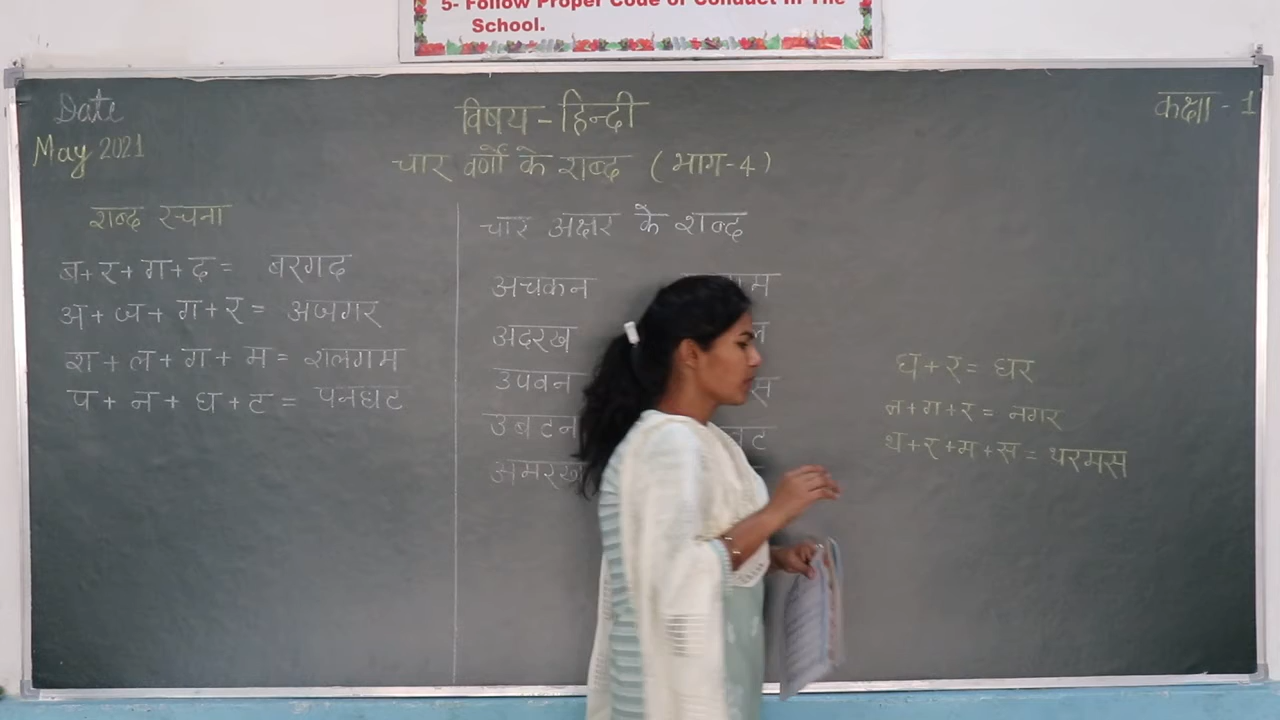 5- Follow Proper Code of Conduct in The
School.
Date
May 2021
विषय - हिन्दी
कक्षा - 1
चार वर्णो के शब्द ( भाग-4 )
शब्द रचना
ब+र+ग+द = बरगद
अ+ज+ग+र = अजगर
श+ल+ग+म = शलगम
प+न+घ+ट = पनघट
चार अक्षर के शब्द
अचकन
अदरख
उपवन
उबटन
अमरख
घ+र= घर
न+ग+र = नगर
थ+र+म+स = थरमस